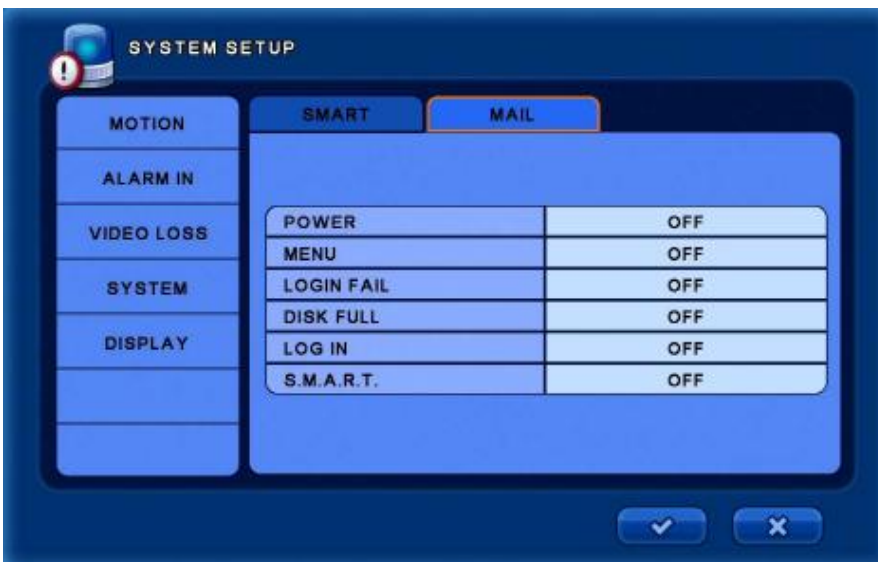 SYSTEM SETUP
SMART MAIL
MOTION
ALARM IN
VIDEO LOSS
SYSTEM
DISPLAY
POWER OFF
MENU OFF
LOGIN FAIL OFF
DISK FULL OFF
LOG IN OFF
S.M.A.R.T. OFF